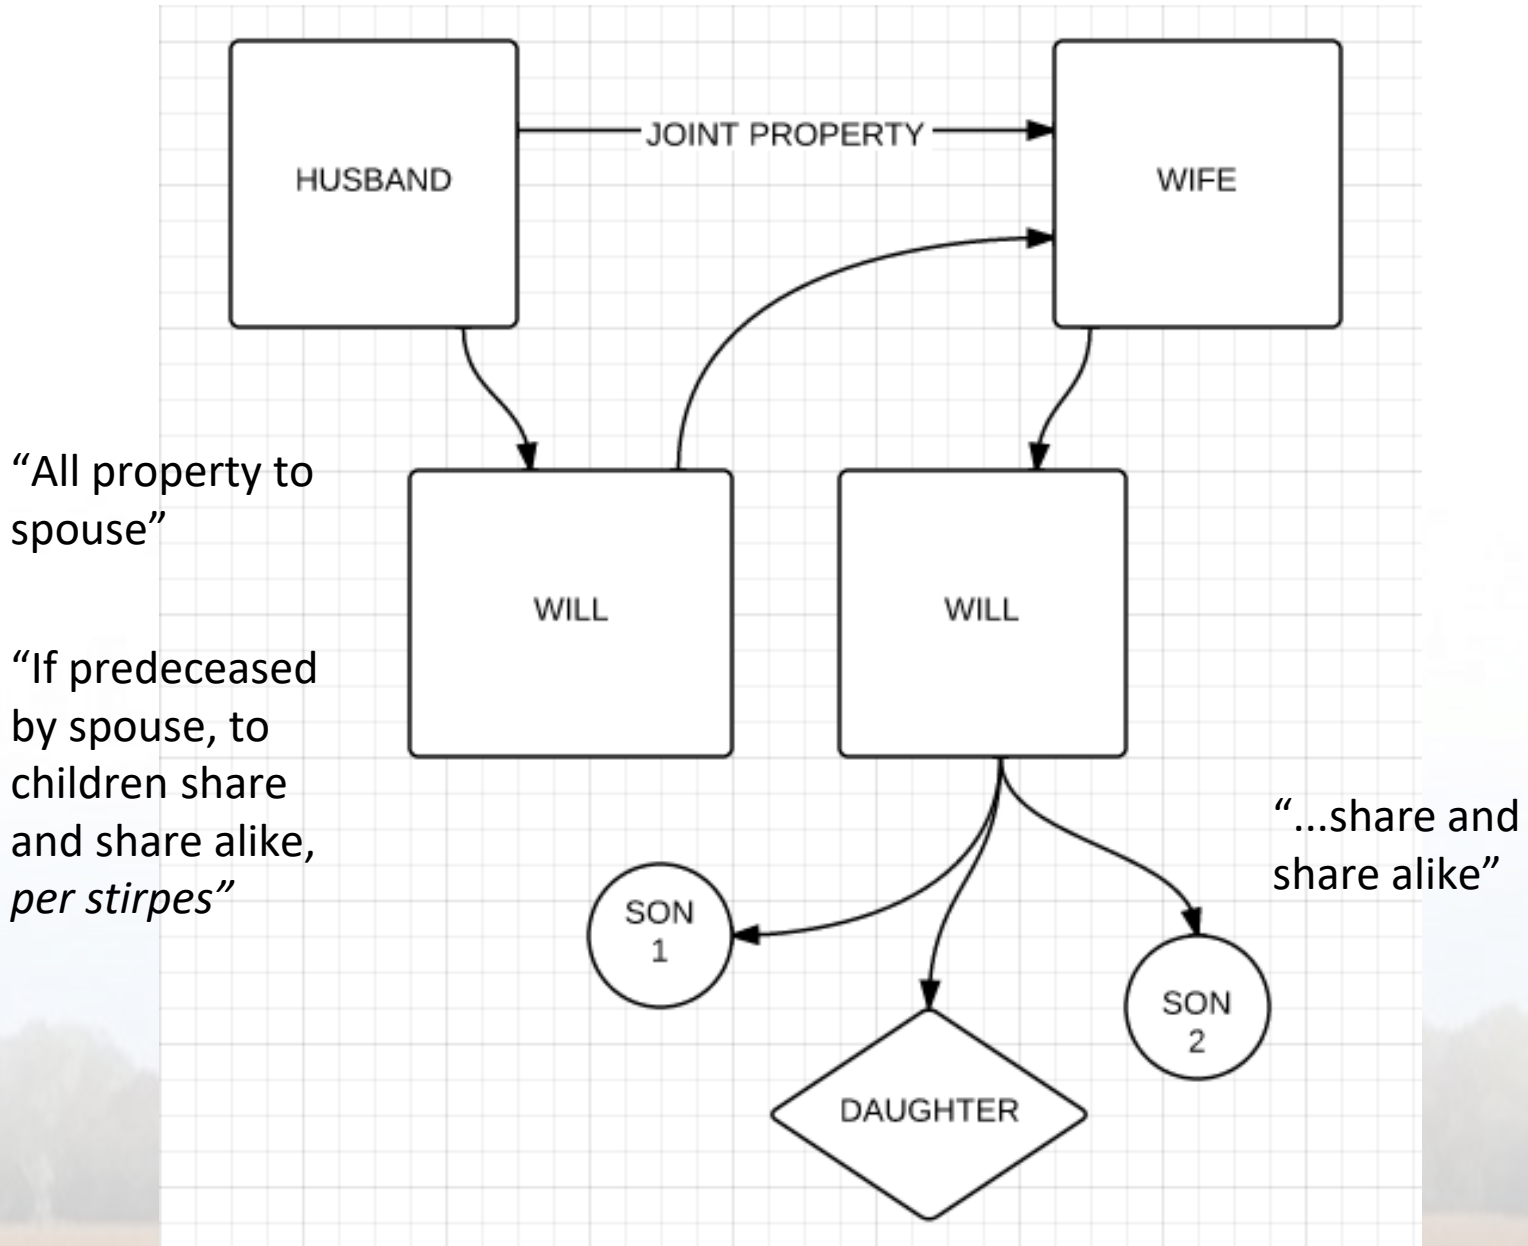 HUSBAND
JOINT PROPERTY
WIFE
“All property to
spouse”
WILL
WILL
“If predeceased
by spouse, to
children share
and share alike,
per stirpes”
“...share and
share alike”
SON
1
SON
2
DAUGHTER